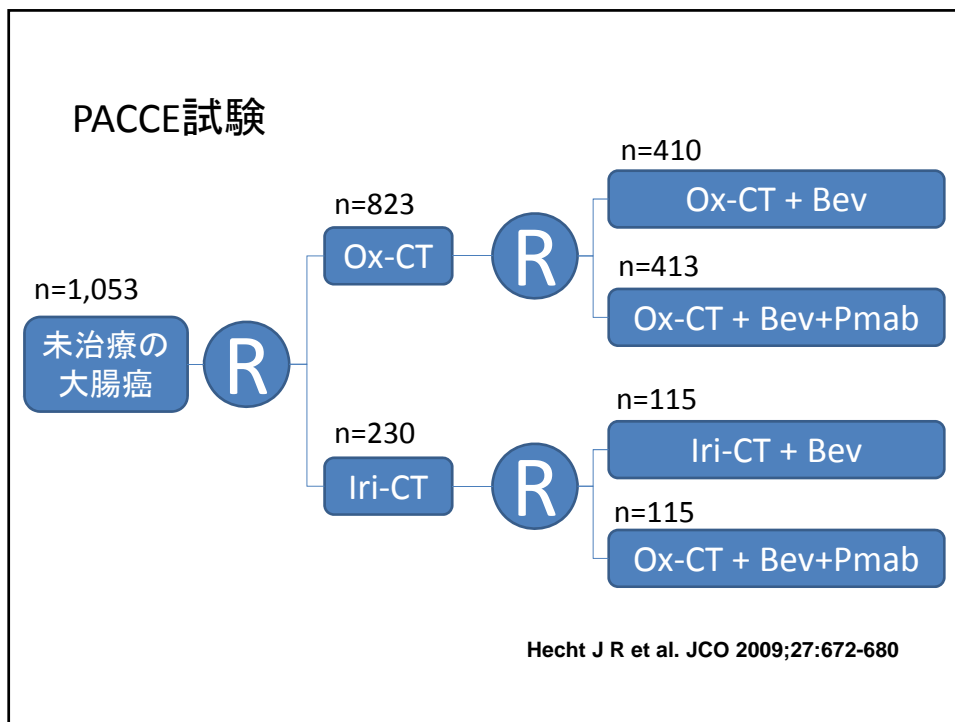 PACCE試験
n=1,053
未治療の
大腸癌
R
n=823
Ox-CT
R
n=410
Ox-CT + Bev
n=413
Ox-CT + Bev+Pmab
n=230
Iri-CT
R
n=115
Iri-CT + Bev
n=115
Ox-CT + Bev+Pmab
Hecht J R et al. JCO 2009;27:672-680